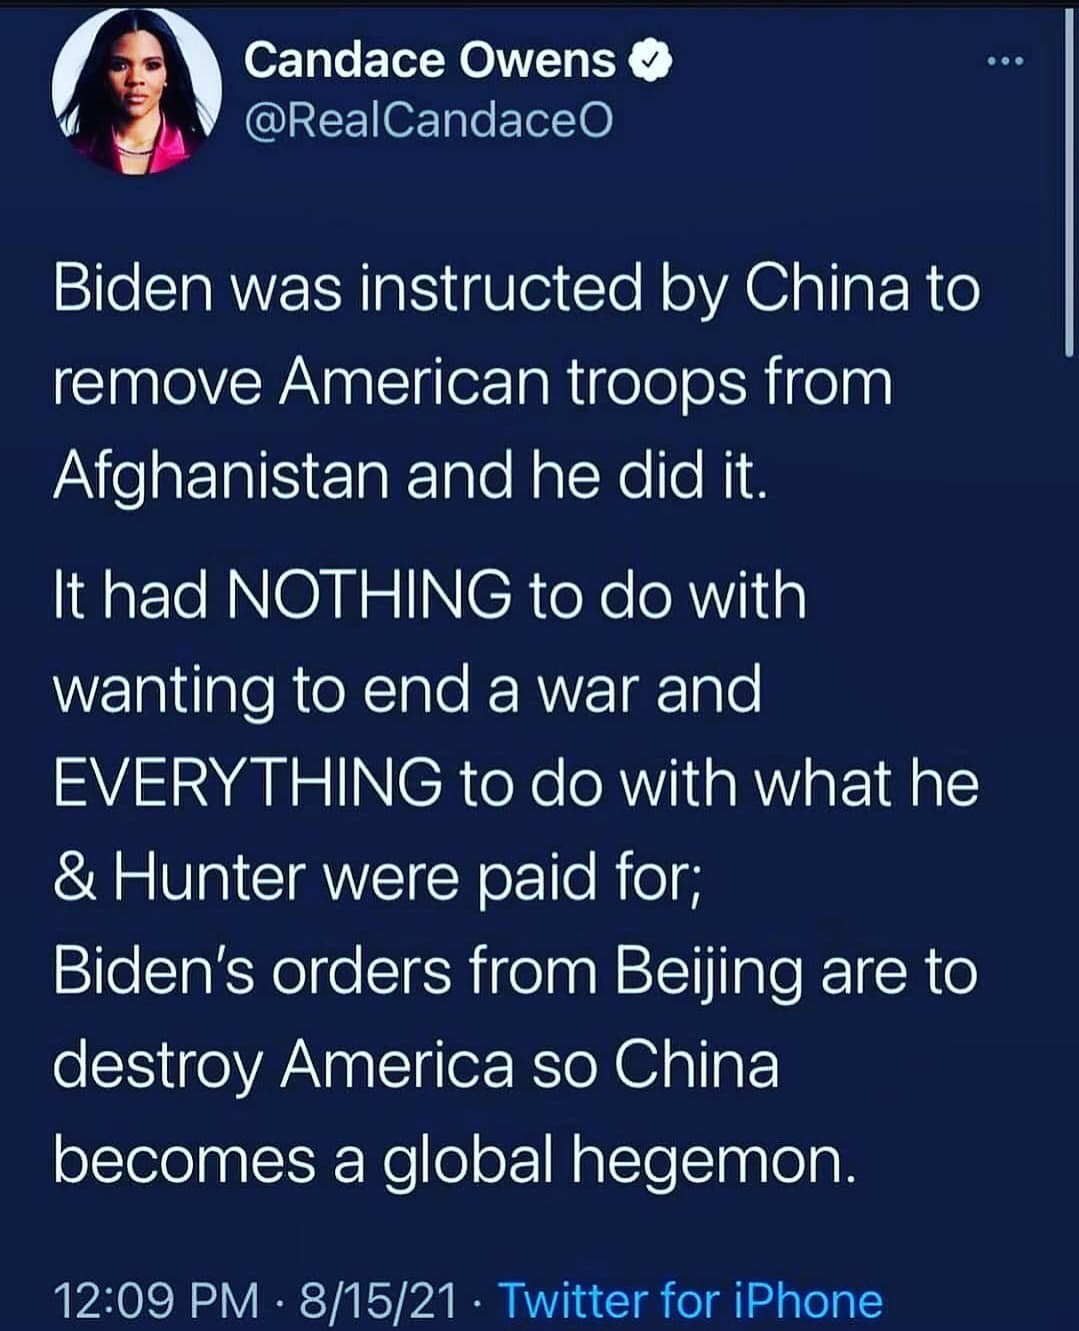 Candace Owens
@RealCandaceO
Biden was instructed by China to
remove American troops from
Afghanistan and he did it.
It had NOTHING to do with
wanting to end a war and
EVERYTHING to do with what he
& Hunter were paid for;
Biden's orders from Beijing are to
destroy America so China
becomes a global hegemon.
12:09 PM · 8/15/21 · Twitter for iPhone